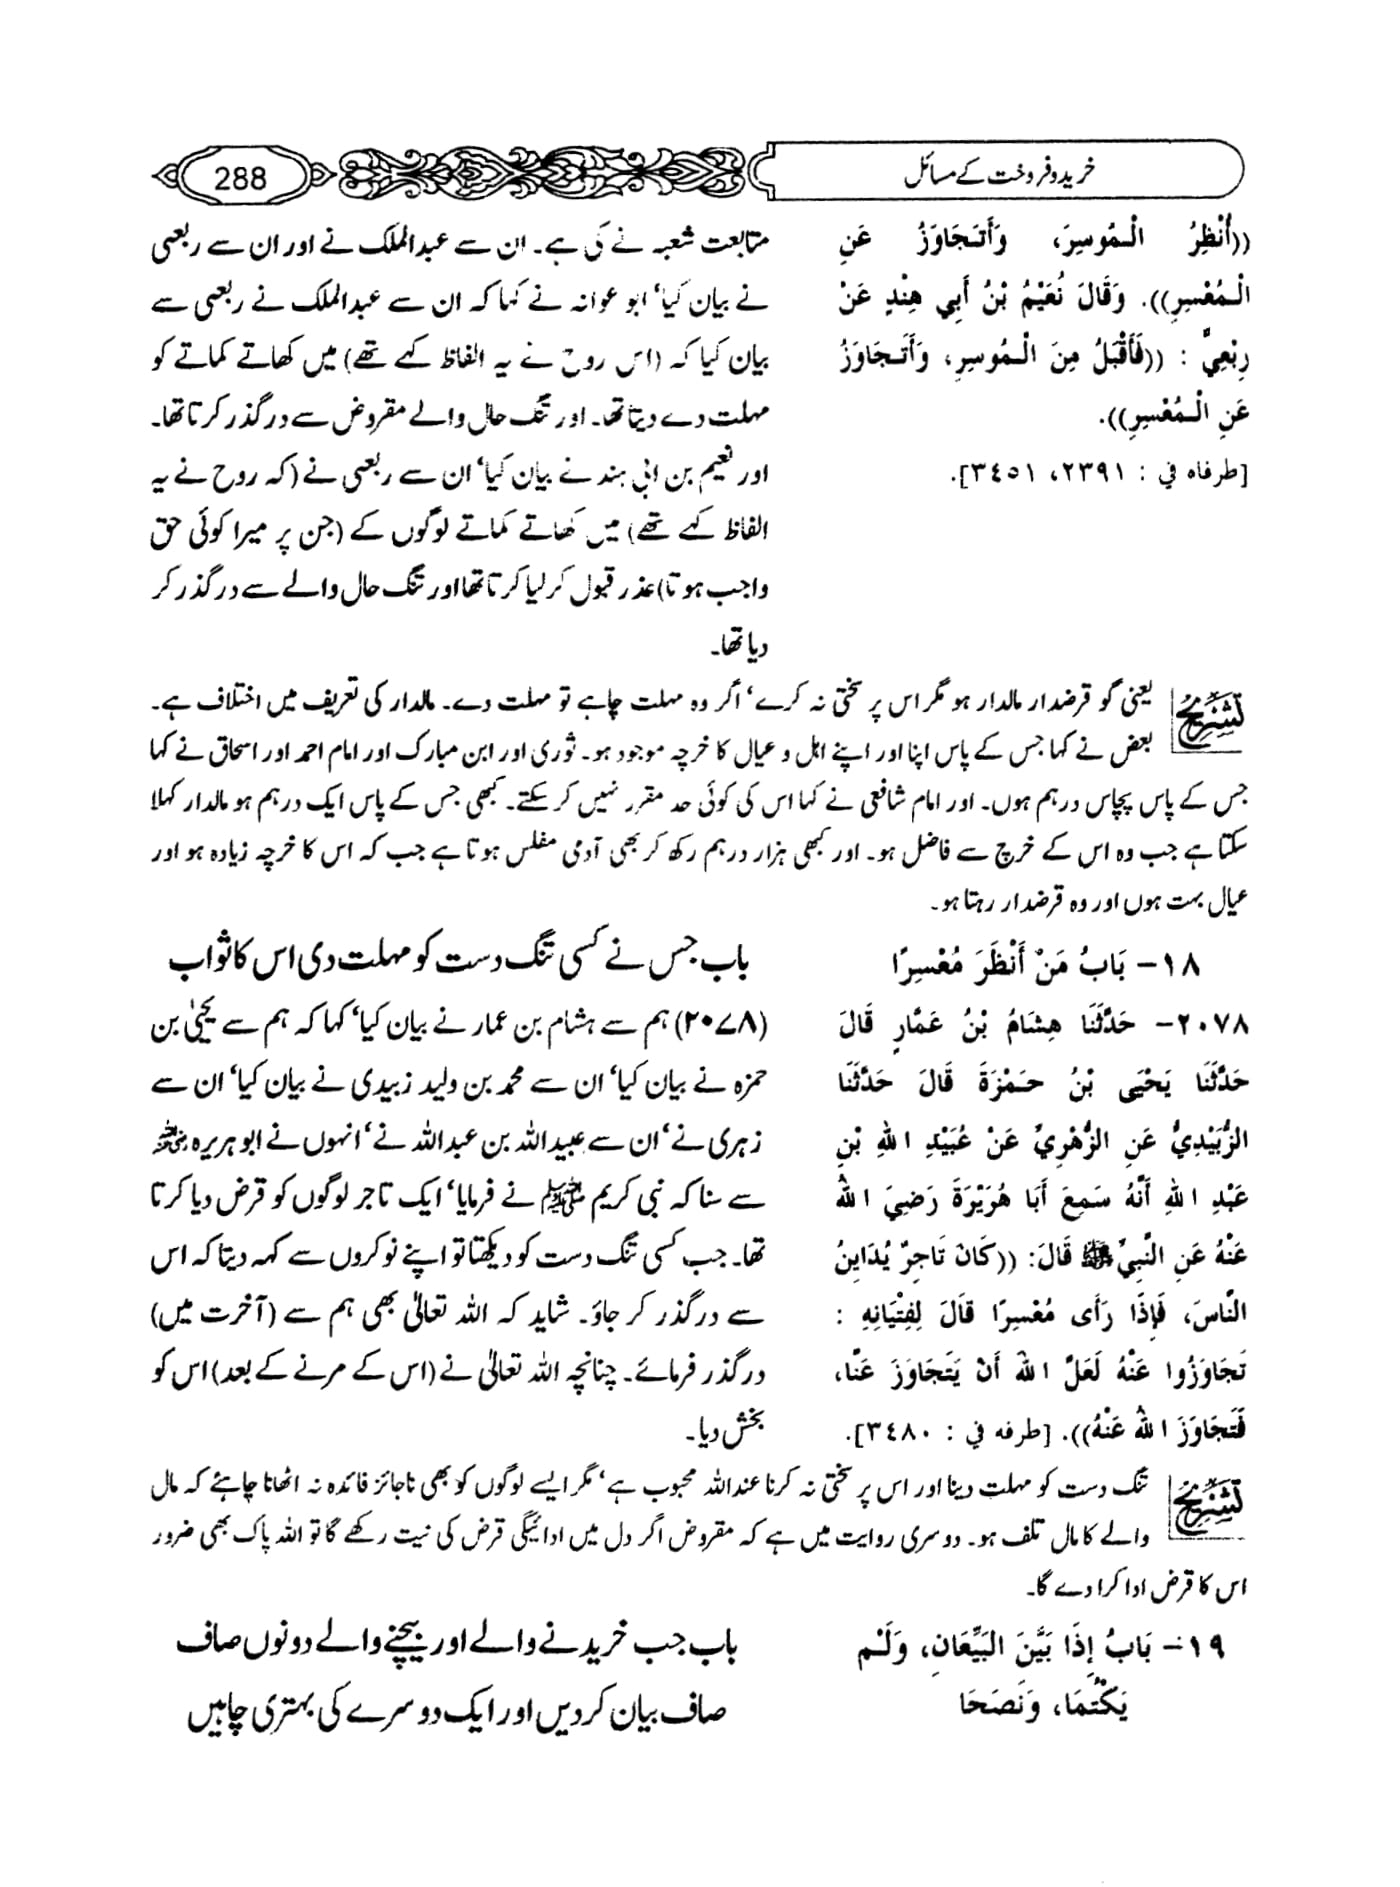 خرید و فروخت کے مسائل
288
((أُنْظِرُ الْـمُوسِرَ، وَأَتَـجَاوَزُ عَنِ
الْـمُعْسِرِ)). وَقَالَ نُعَيْمُ بْنُ أَبِي هِنْدٍ عَنْ
رِبْعِيٍّ : ((فَأَقْبَلُ مِنَ الْـمُوسِرِ، وَأَتَـجَاوَزُ
عَنِ الْـمُعْسِرِ)).
[طرفاه في : ٢٣٩١، ٣٤٥١].
متابعت شعبہ نے کی ہے۔ ان سے عبدالملک نے اور ان سے ربعی
نے بیان کیا‘ ابو عوانہ نے کہا کہ ان سے عبدالملک نے ربعی سے
بیان کیا کہ (اس روح نے یہ الفاظ کہے تھے) میں کھاتے کماتے کو
مہلت دے دیتا تھا۔ اور تنگ حال والے مقروض سے درگذر کرتا تھا۔
اور نعیم بن ابی ہند نے بیان کیا‘ ان سے ربعی نے (کہ روح نے یہ
الفاظ کہے تھے) میں کھاتے کماتے لوگوں کے (جن پر میرا کوئی حق
واجب ہوتا) عذر قبول کر لیا کرتا تھا اور تنگ حال والے سے درگذر کر
دیا تھا۔
تشریح
یعنی گو قرضدار مالدار ہو مگر اس پر سختی نہ کرے‘ اگر وہ مہلت چاہے تو مہلت دے۔ مالدار کی تعریف میں اختلاف ہے۔
بعض نے کہا جس کے پاس اپنا اور اپنے اہل و عیال کا خرچہ موجود ہو۔ ثوری اور ابن مبارک اور امام احمد اور اسحاق نے کہا
جس کے پاس پچاس درہم ہوں۔ اور امام شافعی نے کہا اس کی کوئی حد مقرر نہیں کر سکتے۔ کبھی جس کے پاس ایک درہم ہو مالدار کہلا
سکتا ہے جب وہ اس کے خرچ سے فاضل ہو۔ اور کبھی ہزار درہم رکھ کر بھی آدمی مفلس ہوتا ہے جب کہ اس کا خرچہ زیادہ ہو اور
عیال بہت ہوں اور وہ قرضدار رہتا ہو۔
١٨- بَابُ مَنْ أَنْظَرَ مُعْسِرًا
باب جس نے کسی تنگ دست کو مہلت دی اس کا ثواب
٢٠٧٨- حَدَّثَنَا هِشَامُ بْنُ عَمَّارٍ قَالَ
حَدَّثَنَا يَحْيَى بْنُ حَـمْزَةَ قَالَ حَدَّثَنَا
الزُّبَيْدِيُّ عَنِ الزُّهْرِيِّ عَنْ عُبَيْدِ اللهِ بْنِ
عَبْدِ اللهِ أَنَّهُ سَمِعَ أَبَا هُرَيْرَةَ رَضِيَ اللهُ
عَنْهُ عَنِ النَّبِيِّ ﷺ قَالَ: ((كَانَ تَاجِرٌ يُدَايِنُ
النَّاسَ، فَإِذَا رَأَى مُعْسِرًا قَالَ لِفِتْيَانِهِ :
تَجَاوَزُوا عَنْهُ لَعَلَّ اللهَ أَنْ يَتَجَاوَزَ عَنَّا،
فَتَجَاوَزَ اللهُ عَنْهُ)). [طرفه في : ٣٤٨٠].
(۲۰۷۸) ہم سے ہشام بن عمار نے بیان کیا‘ کہا کہ ہم سے یحییٰ بن
حمزہ نے بیان کیا‘ ان سے محمد بن ولید زبیدی نے بیان کیا‘ ان سے
زہری نے‘ ان سے عبیداللہ بن عبداللہ نے‘ انہوں نے ابوہریرہ رضی اللہ عنہ
سے سنا کہ نبی کریم ﷺ نے فرمایا‘ ایک تاجر لوگوں کو قرض دیا کرتا
تھا۔ جب کسی تنگ دست کو دیکھتا تو اپنے نوکروں سے کہہ دیتا کہ اس
سے درگذر کر جاؤ۔ شاید کہ اللہ تعالیٰ بھی ہم سے (آخرت میں)
درگذر فرمائے۔ چنانچہ اللہ تعالیٰ نے (اس کے مرنے کے بعد) اس کو
بخش دیا۔
تشریح
تنگ دست کو مہلت دینا اور اس پر سختی نہ کرنا عنداللہ محبوب ہے‘ مگر ایسے لوگوں کو بھی ناجائز فائدہ نہ اٹھانا چاہئے کہ مال
والے کا مال تلف ہو۔ دوسری روایت میں ہے کہ مقروض اگر دل میں ادائیگی قرض کی نیت رکھے گا تو اللہ پاک بھی ضرور
اس کا قرض ادا کرا دے گا۔
١٩- بَابُ إِذَا بَيَّنَ البَيِّعَانِ، وَلَـمْ
يَكْتُمَا، وَنَصَحَا
باب جب خریدنے والے اور بیچنے والے دونوں صاف
صاف بیان کر دیں اور ایک دوسرے کی بہتری چاہیں